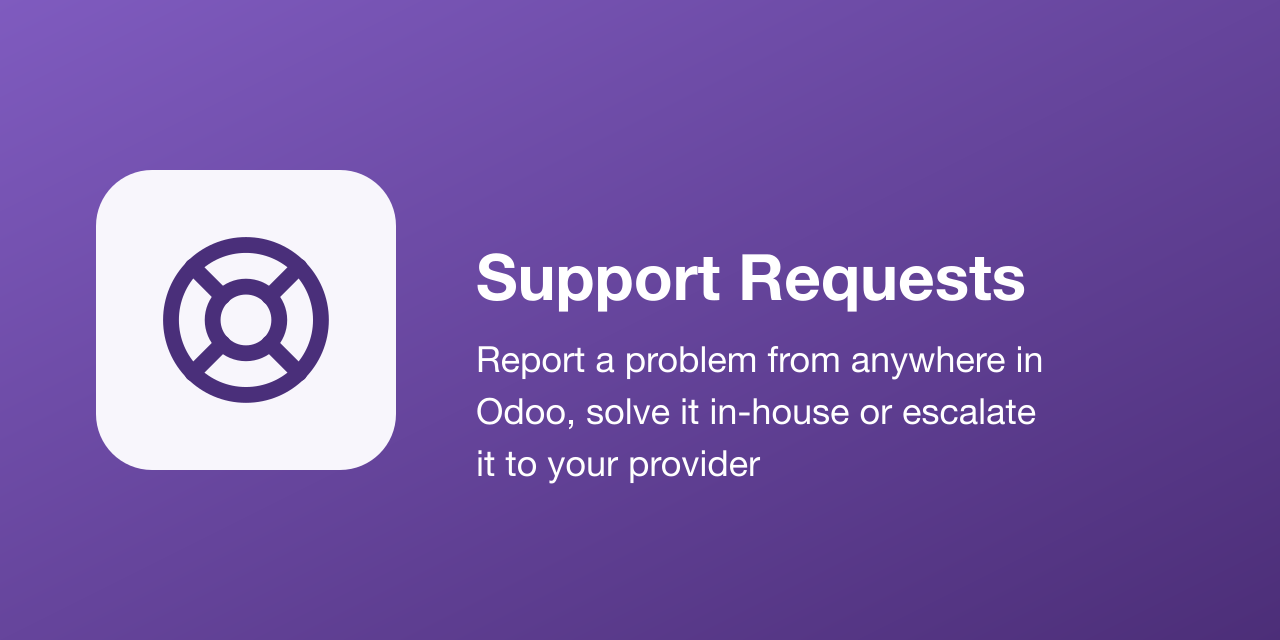 Support Requests
Report a problem from anywhere in
Odoo, solve it in-house or escalate
it to your provider